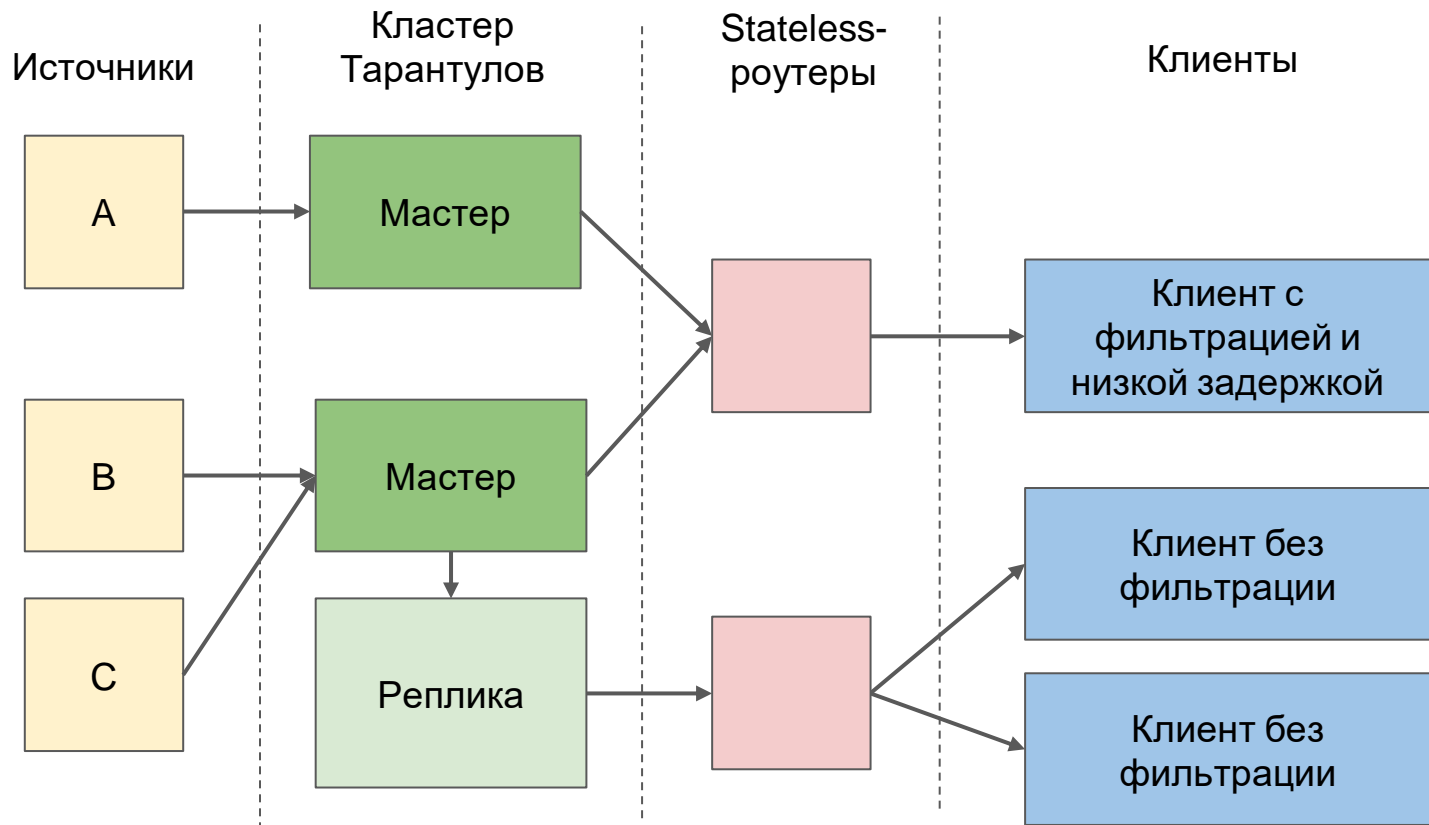 Источники
Кластер
Тарантулов
Stateless-
роутеры
Клиенты
A
Мастер
Клиент с
фильтрацией и
низкой задержкой
B
Мастер
Клиент без
фильтрации
C
Реплика
Клиент без
фильтрации